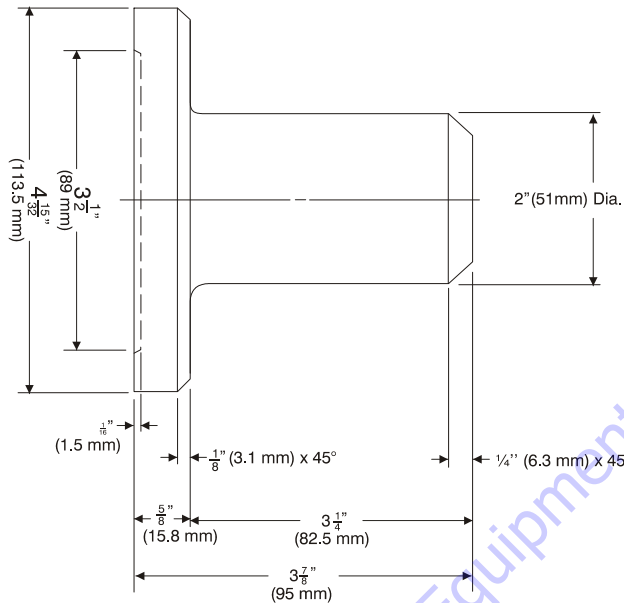 4 15/32"
(113.5 mm)
3 1/2"
(89 mm)
2"(51mm) Dia.
1/16"
(1.5 mm)
1/8" (3.1 mm) x 45°
¼'' (6.3 mm) x 45
5/8"
(15.8 mm)
3 1/4"
(82.5 mm)
3 7/8"
(95 mm)
Equipment